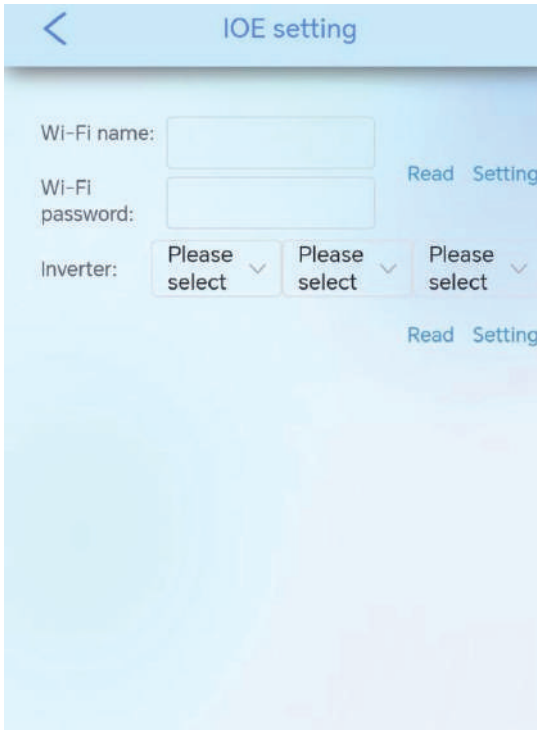 IOE setting
Wi-Fi name:
Read Setting
Wi-Fi
password:
Inverter:
Please
select
Please
select
Please
select
Read Setting